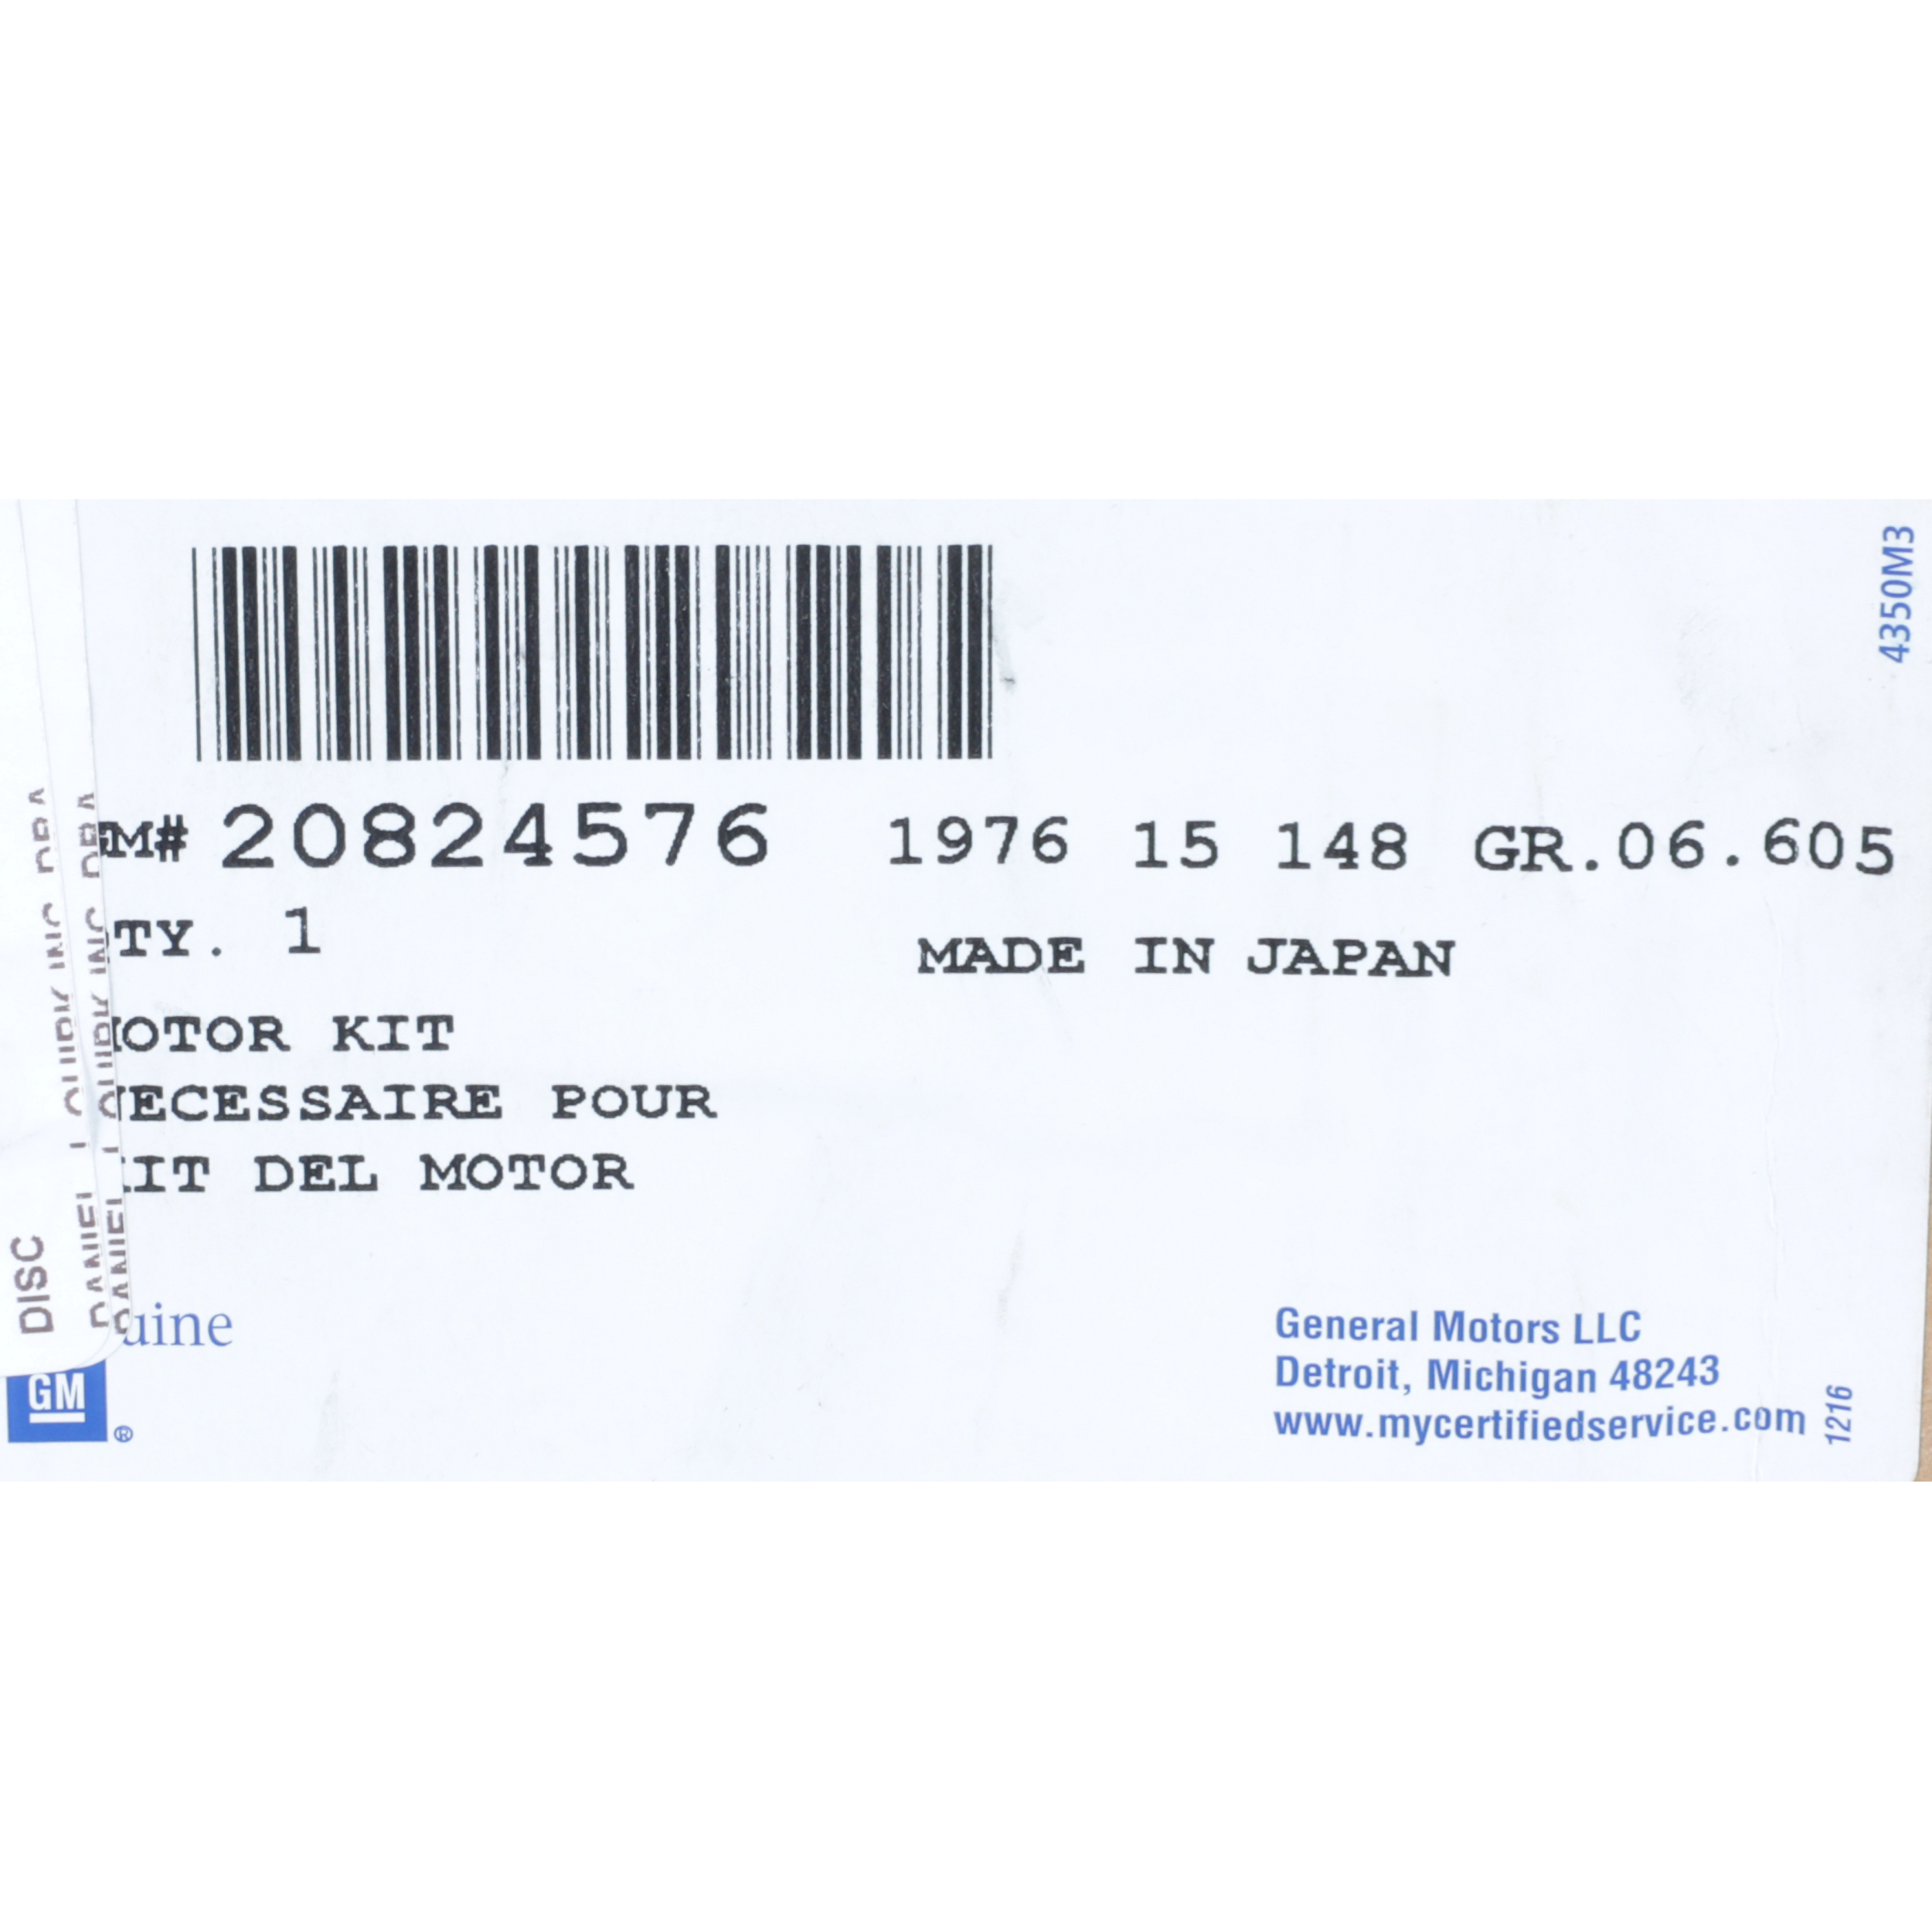 4350M3
GM# 20824576 1976 15 148 GR.06.605
TY. 1
MADE IN JAPAN
OTOR KIT
ECESSAIRE POUR
IT DEL MOTOR
DISC
uine
GM
®
General Motors LLC
Detroit, Michigan 48243
www.mycertifiedservice.com
1216